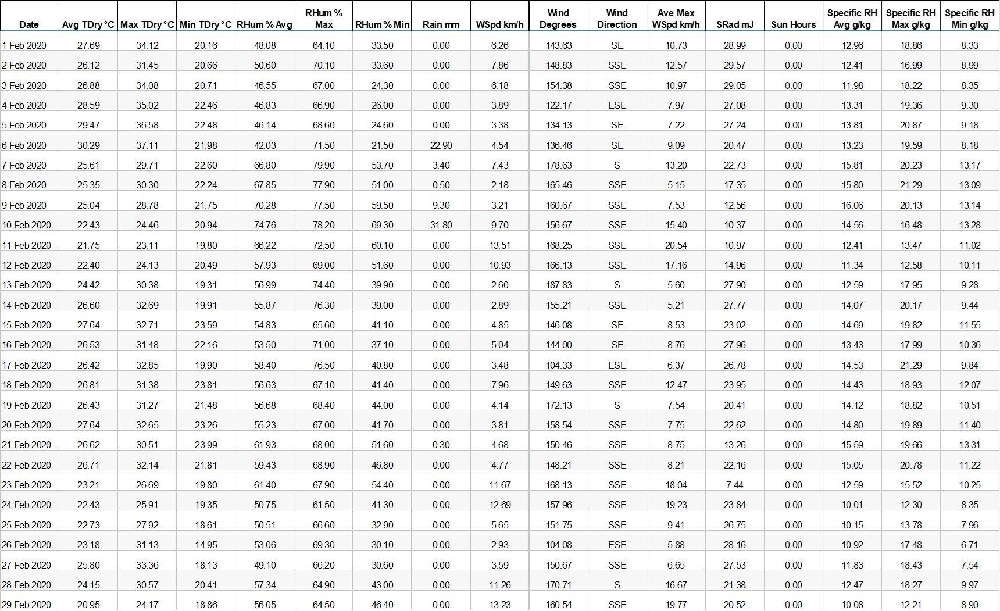 Date Avg TDry °C Max TDry °C Min TDry °C RHum % Avg RHum % Max RHum % Min Rain mm WSpd km/h Wind Degrees Wind Direction Ave Max WSpd km/h SRad mJ Sun Hours Specific RH Avg g/kg Specific RH Max g/kg Specific RH Min g/kg
1 Feb 2020 27.69 34.12 20.16 48.08 64.10 33.50 0.00 6.26 143.63 SE 10.73 28.99 0.00 12.96 18.86 8.33
2 Feb 2020 26.12 31.45 20.66 50.60 70.10 33.60 0.00 7.86 148.83 SSE 12.57 29.57 0.00 12.41 16.99 8.99
3 Feb 2020 26.88 34.08 20.71 46.55 67.00 24.30 0.00 6.18 154.38 SSE 10.97 29.05 0.00 11.98 18.22 8.35
4 Feb 2020 28.59 35.02 22.46 46.83 66.90 26.00 0.00 3.89 122.17 ESE 7.97 27.08 0.00 13.31 19.36 9.30
5 Feb 2020 29.47 36.58 22.48 46.14 68.60 24.60 0.00 3.38 134.13 SE 7.22 27.24 0.00 13.81 20.87 9.18
6 Feb 2020 30.29 37.11 21.98 42.03 71.50 21.50 22.90 4.54 136.46 SE 9.09 20.47 0.00 13.23 19.59 8.18
7 Feb 2020 25.61 29.71 22.60 66.80 79.90 53.70 3.40 7.43 178.63 S 13.20 22.73 0.00 15.81 20.23 13.17
8 Feb 2020 25.35 30.30 22.24 67.85 77.90 51.00 0.50 2.18 165.46 SSE 5.15 17.35 0.00 15.80 21.29 13.09
9 Feb 2020 25.04 28.78 21.75 70.28 77.50 59.50 9.30 3.21 160.67 SSE 7.53 12.56 0.00 16.06 20.13 13.14
10 Feb 2020 22.43 24.46 20.94 74.76 78.20 69.30 31.80 9.70 156.67 SSE 15.40 10.37 0.00 14.56 16.48 13.28
11 Feb 2020 21.75 23.11 19.80 66.22 72.50 60.10 0.00 13.51 168.25 SSE 20.54 10.97 0.00 12.41 13.47 11.02
12 Feb 2020 22.40 24.13 20.49 57.93 69.00 51.60 0.00 10.93 166.13 SSE 17.16 14.96 0.00 11.34 12.58 10.11
13 Feb 2020 24.42 30.38 19.31 56.99 74.40 39.90 0.00 2.60 187.83 S 5.60 27.90 0.00 12.59 17.95 9.28
14 Feb 2020 26.60 32.69 19.91 55.87 76.30 39.00 0.00 2.89 155.21 SSE 5.21 27.77 0.00 14.07 20.17 9.44
15 Feb 2020 27.64 32.71 23.59 54.83 65.60 41.10 0.00 4.85 146.08 SE 8.53 23.02 0.00 14.69 19.82 11.55
16 Feb 2020 26.53 31.48 22.16 53.50 71.00 37.10 0.00 5.04 144.00 SE 8.76 27.96 0.00 13.43 17.99 10.36
17 Feb 2020 26.42 32.85 19.90 58.40 76.50 40.80 0.00 3.48 104.33 ESE 6.37 26.78 0.00 14.53 21.29 9.84
18 Feb 2020 26.81 31.38 23.81 56.63 67.10 41.40 0.00 7.96 149.63 SSE 12.47 23.95 0.00 14.43 18.93 12.07
19 Feb 2020 26.43 31.27 21.48 56.68 68.40 44.00 0.00 4.14 172.13 S 7.54 20.41 0.00 14.12 18.82 10.51
20 Feb 2020 27.64 32.65 23.26 55.23 67.00 41.70 0.00 3.81 158.54 SSE 7.75 22.62 0.00 14.80 19.89 11.40
21 Feb 2020 26.62 30.51 23.99 61.93 68.00 51.60 0.30 4.68 150.46 SSE 8.75 13.26 0.00 15.59 19.66 13.31
22 Feb 2020 26.71 32.14 21.81 59.43 68.90 46.80 0.00 4.77 148.21 SSE 8.21 22.16 0.00 15.05 20.78 11.22
23 Feb 2020 23.21 26.69 19.80 61.40 67.90 54.40 0.00 11.67 168.13 SSE 18.04 7.44 0.00 12.59 15.52 10.25
24 Feb 2020 22.43 25.91 19.35 50.75 61.50 41.30 0.00 12.69 157.96 SSE 19.23 23.84 0.00 10.01 12.30 8.35
25 Feb 2020 22.73 27.92 18.61 50.51 66.60 32.90 0.00 5.65 151.75 SSE 9.41 26.75 0.00 10.15 13.78 7.96
26 Feb 2020 23.18 31.13 14.95 53.06 69.30 30.10 0.00 2.93 104.08 ESE 5.88 28.16 0.00 10.92 17.48 6.71
27 Feb 2020 25.80 33.36 18.13 49.10 66.20 30.60 0.00 3.59 150.67 SSE 6.65 27.53 0.00 11.83 18.43 7.54
28 Feb 2020 24.15 30.57 20.41 57.34 64.90 43.00 0.00 11.26 170.71 S 16.67 21.38 0.00 12.47 18.27 9.97
29 Feb 2020 20.95 24.17 18.86 56.05 64.50 46.40 0.00 13.23 160.54 SSE 19.77 20.52 0.00 10.08 12.21 8.90